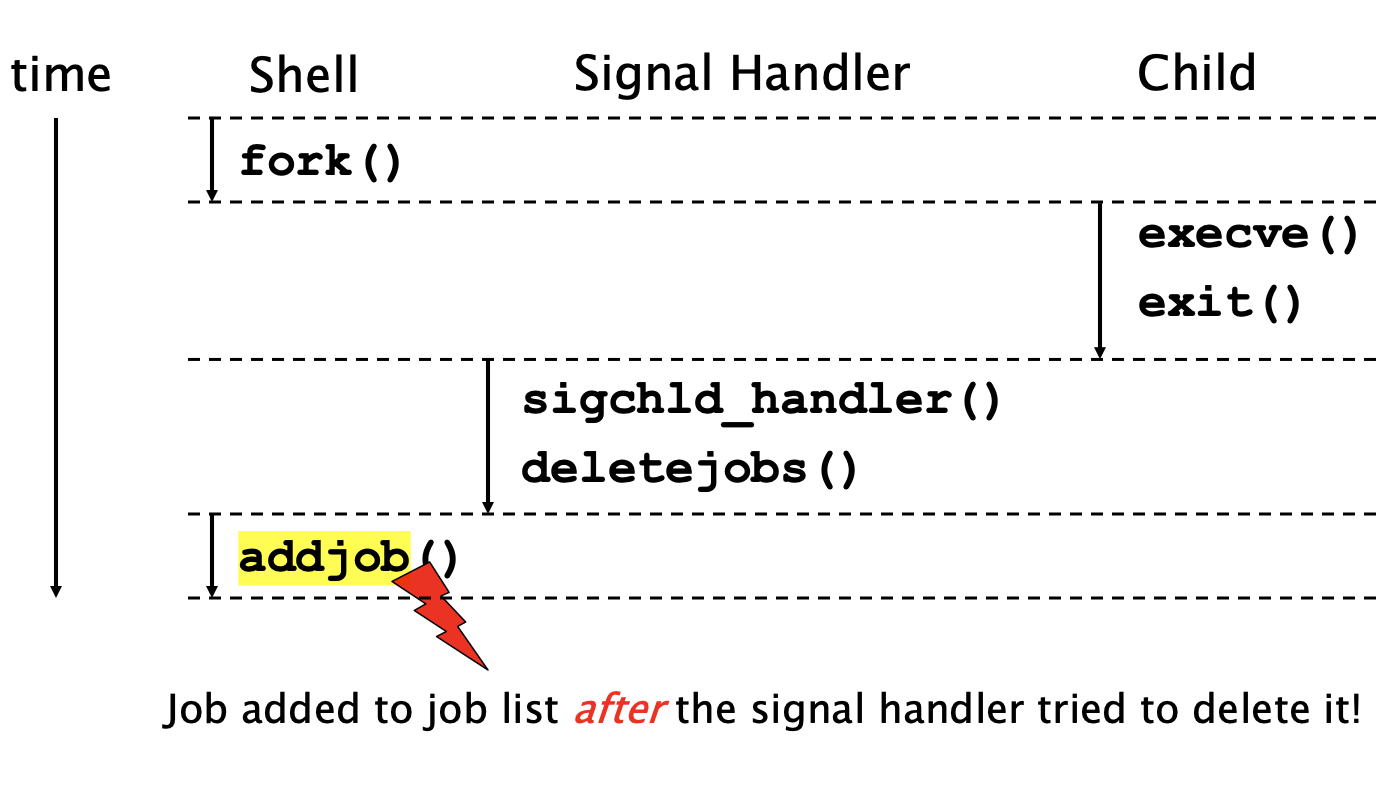 time Shell Signal Handler Child
fork()
execve()
exit()
sigchld_handler()
deletejobs()
addjob()
Job added to job list after the signal handler tried to delete it!